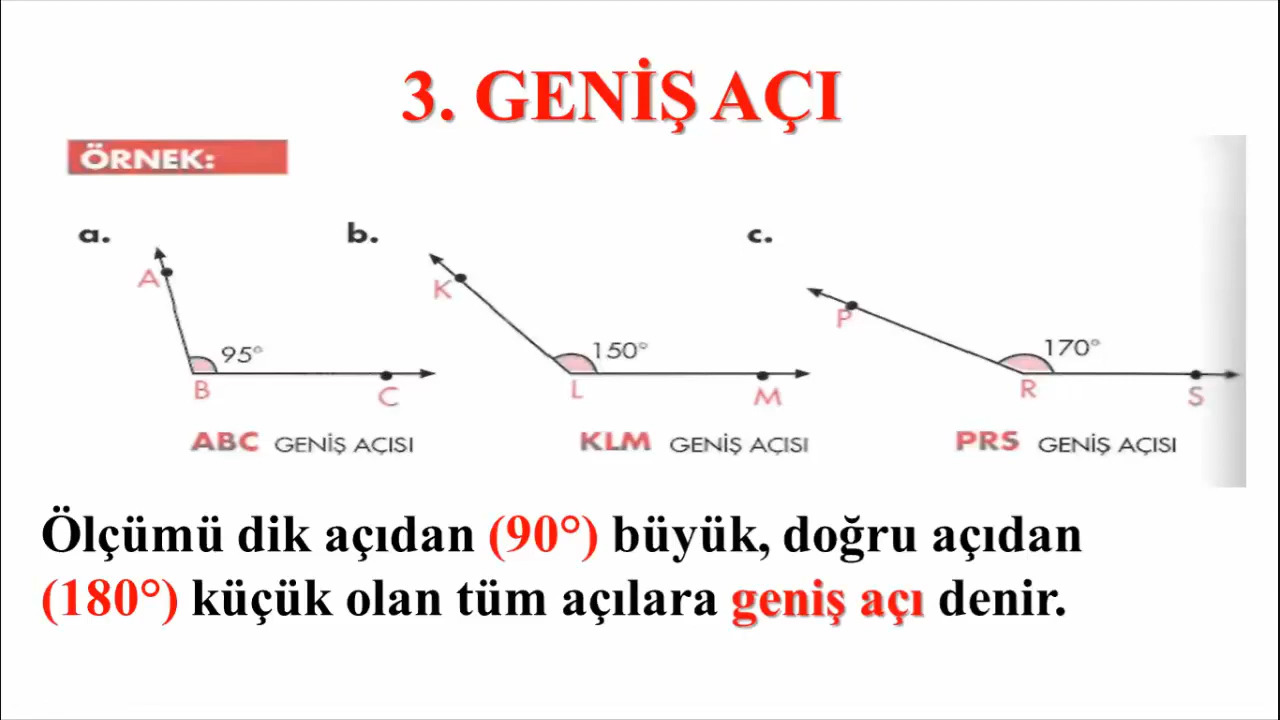 3. GENİŞ AÇI
ÖRNEK:
a. b. c.
A K P
95° 150° 170°
B C L M R S
ABC GENİŞ AÇISI KLM GENİŞ AÇISI PRS GENİŞ AÇISI
Ölçümü dik açıdan (90°) büyük, doğru açıdan
(180°) küçük olan tüm açılara geniş açı denir.